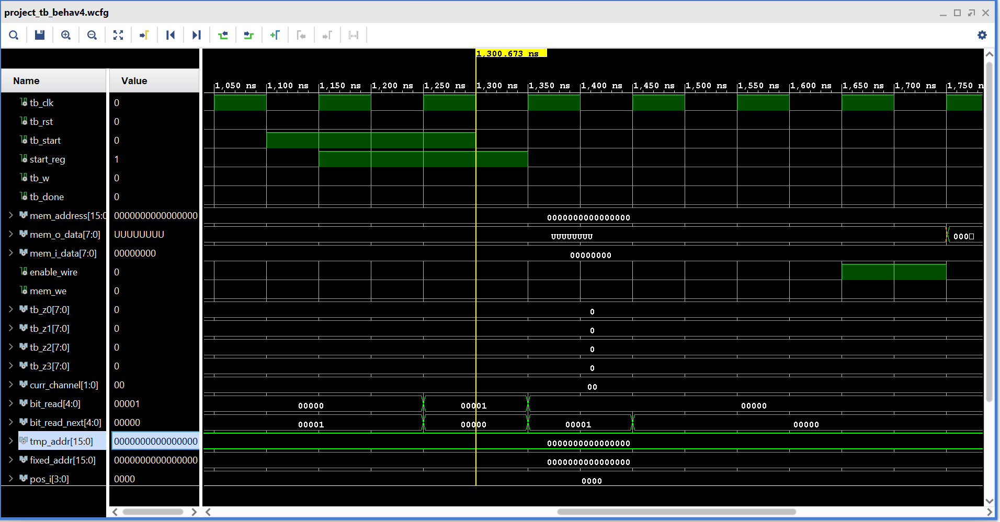 project_tb_behav4.wcfg
1,300.673 ns
Name Value
1,050 ns 1,100 ns 1,150 ns 1,200 ns 1,250 ns 1,300 ns 1,350 ns 1,400 ns 1,450 ns 1,500 ns 1,550 ns 1,600 ns 1,650 ns 1,700 ns 1,750 n
tb_clk 0
tb_rst 0
tb_start 0
start_reg 1
tb_w 0
tb_done 0
mem_address[15:0 0000000000000000 0000000000000000
mem_o_data[7:0] UUUUUUUU UUUUUUUU 000□
mem_i_data[7:0] 00000000 00000000
enable_wire 0
mem_we 0
tb_z0[7:0] 0 0
tb_z1[7:0] 0 0
tb_z2[7:0] 0 0
tb_z3[7:0] 0 0
curr_channel[1:0] 00 00
bit_read[4:0] 00001 00000 00001 00000
bit_read_next[4:0] 00000 00001 00000 00001 00000
tmp_addr[15:0] 0000000000000000 0000000000000000
fixed_addr[15:0] 0000000000000000 0000000000000000
pos_i[3:0] 0000 0000